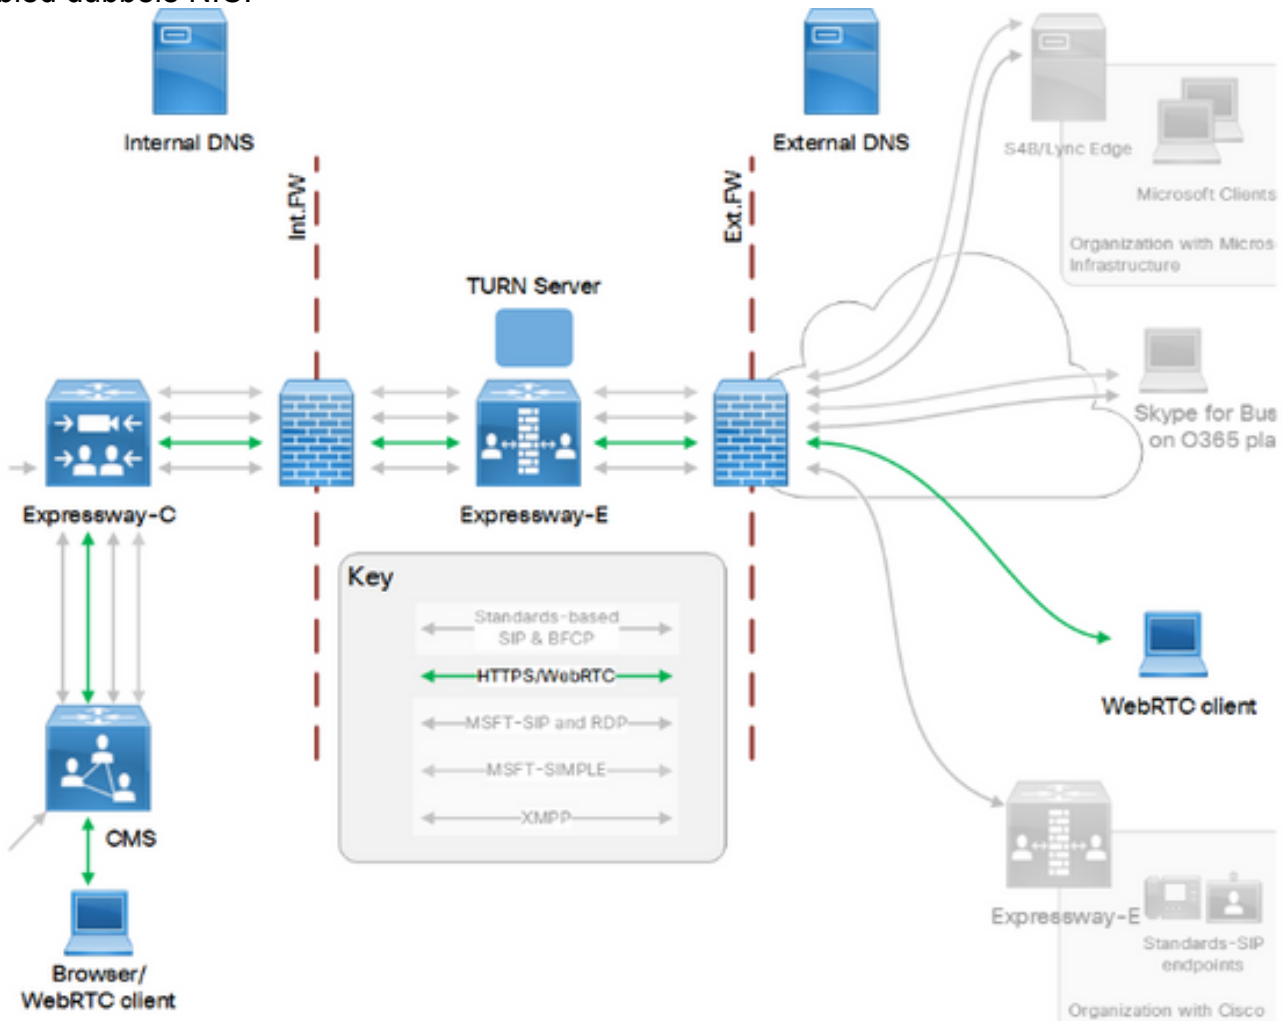 Internal DNS
External DNS
S4B/Lync Edge
Microsoft Clients
Organization with Micros
Infrastructure
Int.FW
Ext.FW
TURN Server
Skype for Bus
on O365 pla
Expressway-C
Expressway-E
Key
Standards-based
SIP & BFCP
HTTPS/WebRTC
MSFT-SIP and RDP
MSFT-SIMPLE
XMPP
WebRTC client
CMS
Expressway-E
Standards-SIP
endpoints
Browser/
WebRTC client
Organization with Cisco